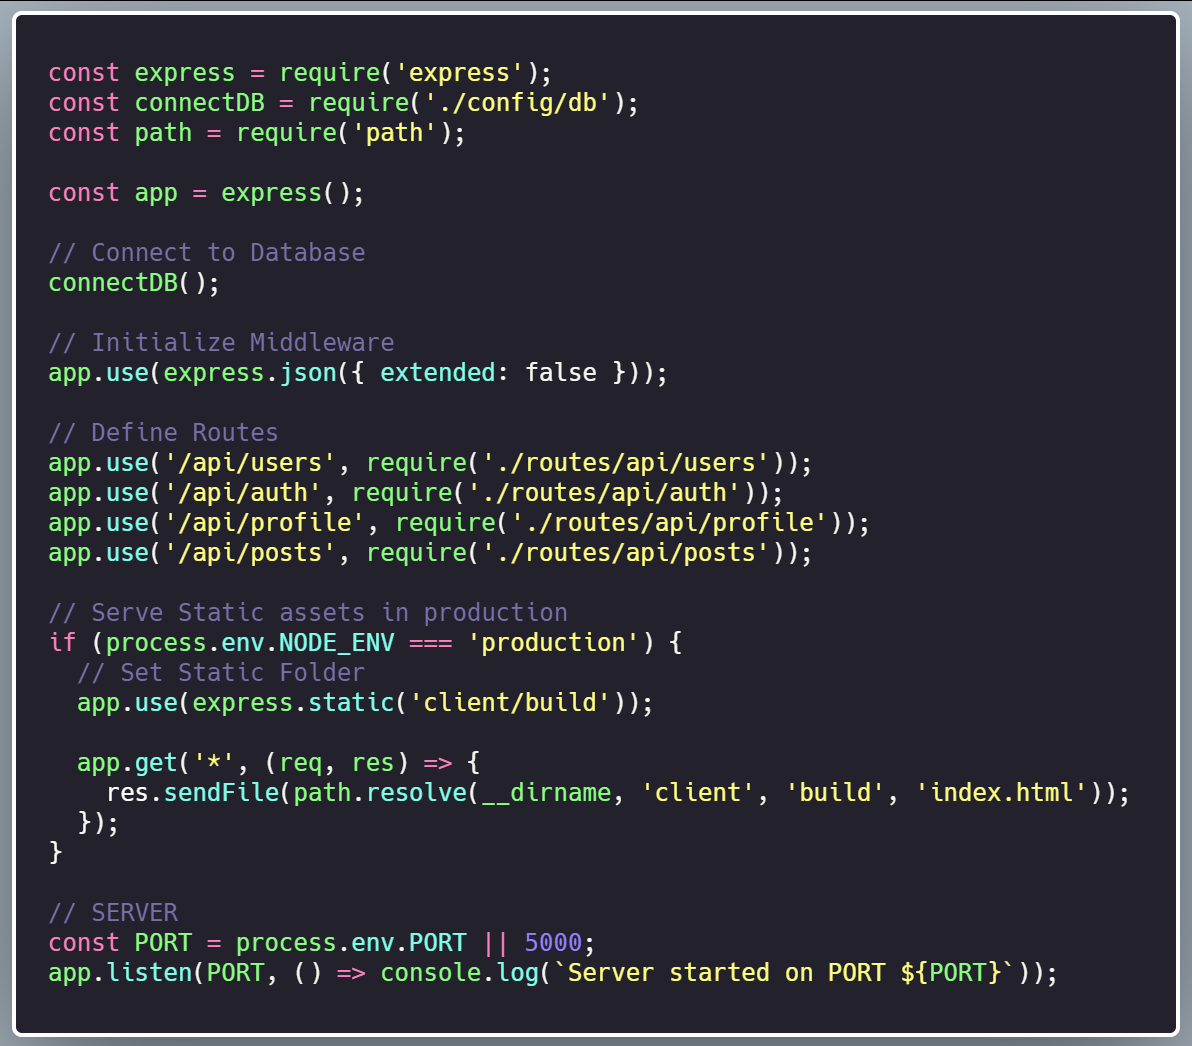 const express = require('express');
const connectDB = require('./config/db');
const path = require('path');

const app = express();

// Connect to Database
connectDB();

// Initialize Middleware
app.use(express.json({ extended: false }));

// Define Routes
app.use('/api/users', require('./routes/api/users'));
app.use('/api/auth', require('./routes/api/auth'));
app.use('/api/profile', require('./routes/api/profile'));
app.use('/api/posts', require('./routes/api/posts'));

// Serve Static assets in production
if (process.env.NODE_ENV === 'production') {
  // Set Static Folder
  app.use(express.static('client/build'));

  app.get('*', (req, res) => {
    res.sendFile(path.resolve(__dirname, 'client', 'build', 'index.html'));
  });
}

// SERVER
const PORT = process.env.PORT || 5000;
app.listen(PORT, () => console.log(`Server started on PORT ${PORT}`));